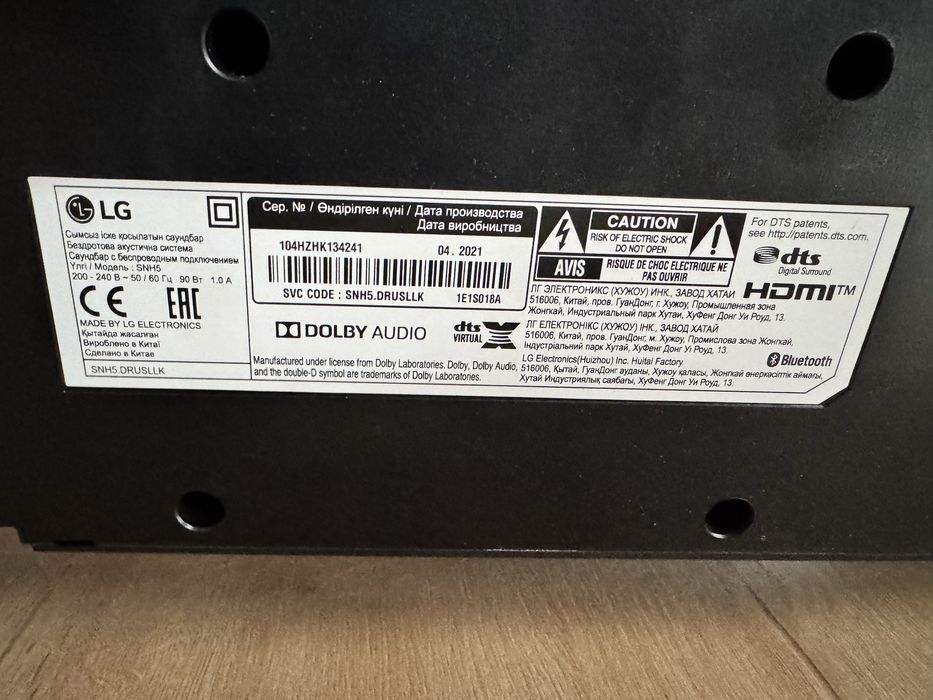 LG
Сымсыз іске қосылатын саундбар
Бездротова акустична система
Саундбар с беспроводным подключением
Үлгі / Модель : SNH5
200 - 240 В ~ 50 / 60 Гц 90 Вт 1.0 A
CE EAC
MADE BY LG ELECTRONICS
Қытайда жасалған
Вироблено в Китаї
Сделано в Китае
SNH5.DRUSLLK
Сер. № / Өндірілген күні / Дата производства
Дата виробництва
104HZHK134241 04. 2021
SVC CODE : SNH5.DRUSLLK 1E1S018A
DOLBY AUDIO
dts VIRTUAL:X
Manufactured under license from Dolby Laboratories. Dolby, Dolby Audio,
and the double-D symbol are trademarks of Dolby Laboratories.
CAUTION
RISK OF ELECTRIC SHOCK
DO NOT OPEN
AVIS
RISQUE DE CHOC ELECTRIQUE NE
PAS OUVRIR
For DTS patents,
see http://patents.dts.com.
dts
Digital Surround
HDMI™
ЛГ ЭЛЕКТРОНИКС (ХУЖОУ) ИНК., ЗАВОД ХАТАИ
516006, Китай, пров. ГуанДонг, г. Хужоу, Промышленная зона
Жонгкай, Индустриальный парк Хутаи, ХуФенг Донг Уи Роуд, 13.
ЛГ ЕЛЕКТРОНІКС (ХУЖОУ) ІНК., ЗАВОД ХАТАЙ
516006, Китай, пров. ГуанДонг, м. Хужоу, Промислова зона Жонгкай,
Індустріальний парк Хутай, ХуФенг Донг Уи Роуд, 13.
Bluetooth
LG Electronics(Huizhou) Inc. Huitai Factory
516006, Қытай, ГуанДонг ауданы, Хужоу қаласы, Жонгкай өнеркәсіптік аймағы,
Хутай Индустриялық саябағы, ХуФенг Донг Уи Роуд, 13.